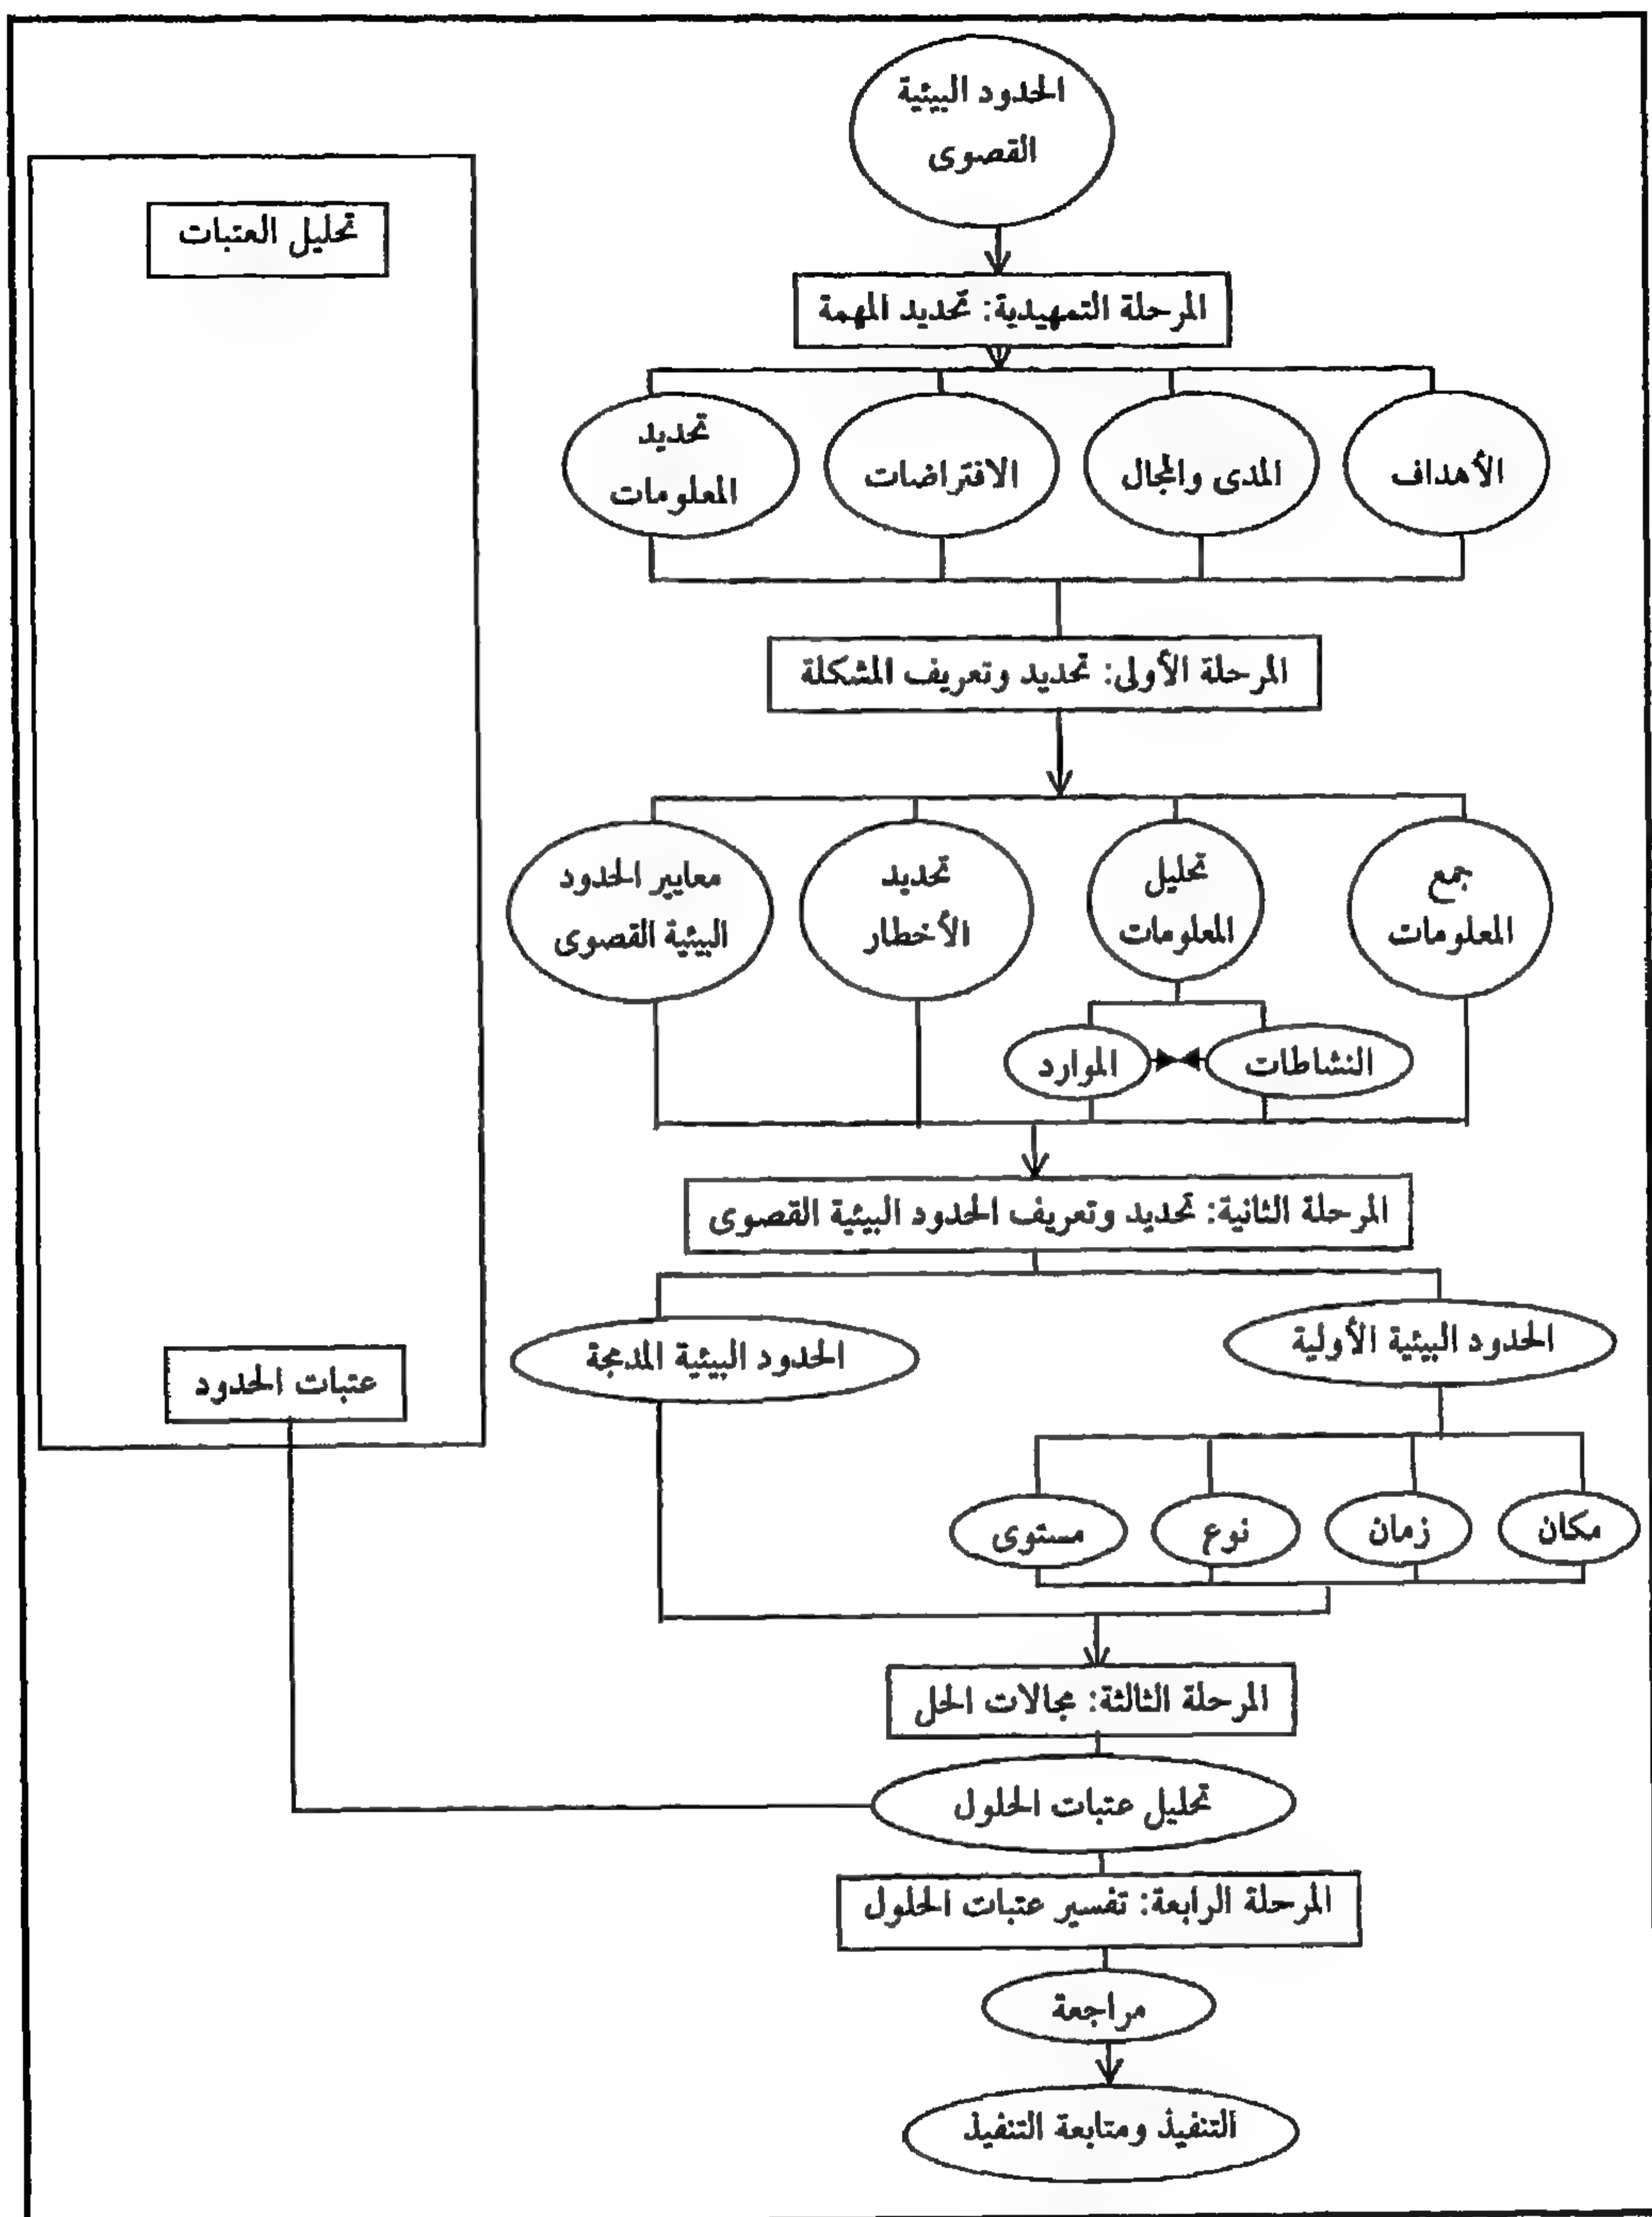 الحدود البيئية
القصوى
تحليل العتبات
المرحلة التمهيدية: تحديد المهمة
الأهداف
المدى والمجال
الافتراضات
تحديد
المعلومات
المرحلة الأولى: تحديد وتعريف المشكلة
جمع
المعلومات
تحليل
المعلومات
تحديد
الأخطار
معايير الحدود
البيئية القصوى
النشاطات
الموارد
المرحلة الثانية: تحديد وتعريف الحدود البيئية القصوى
الحدود البيئية الأولية
الحدود البيئية المدمجة
عتبات الحدود
مكان
زمان
نوع
مستوى
المرحلة الثالثة: مجالات الحل
تحليل عتبات الحلول
المرحلة الرابعة: تفسير عتبات الحلول
مراجعة
التنفيذ ومتابعة التنفيذ